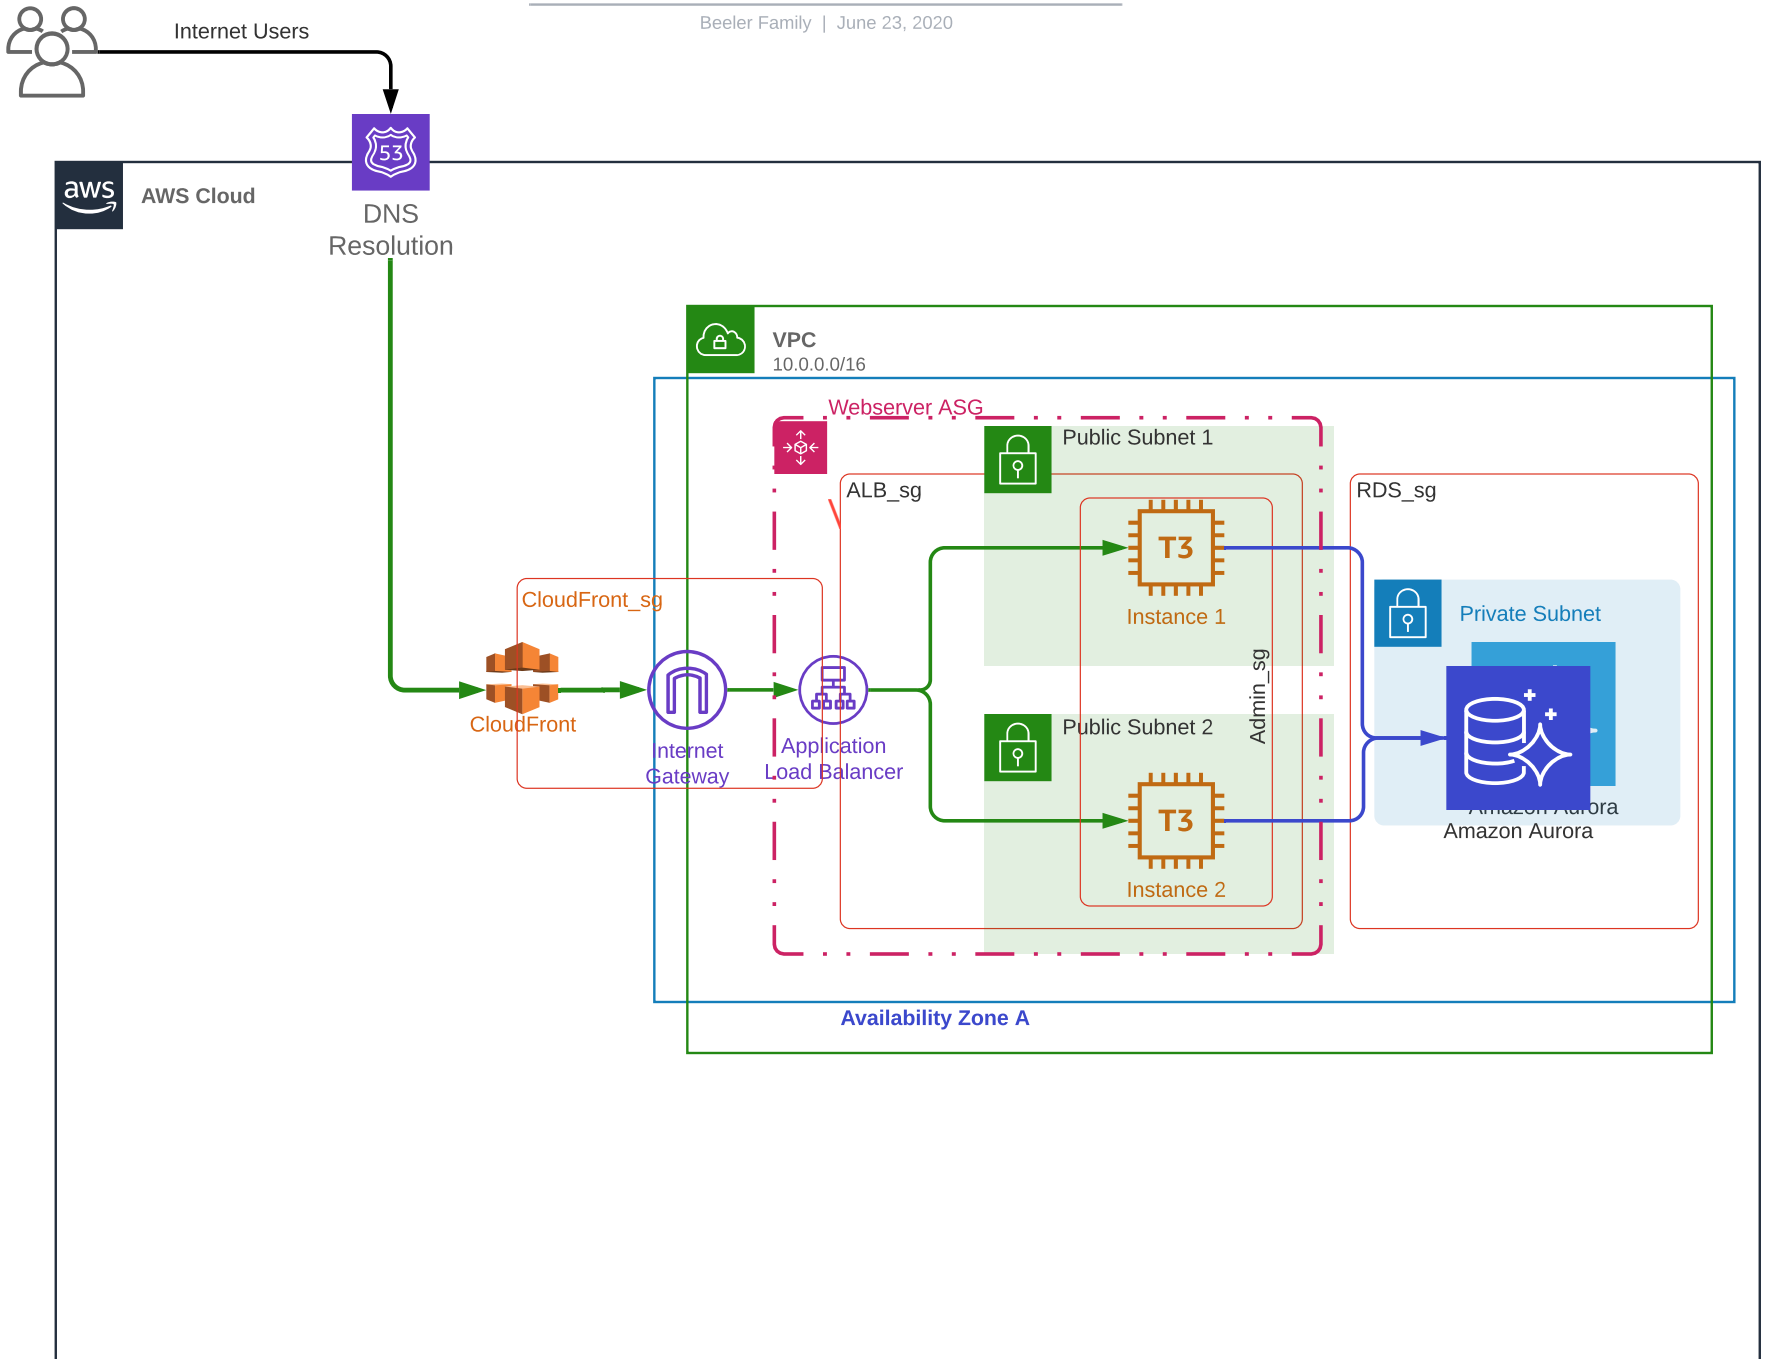 Beeler Family | June 23, 2020
Internet Users
53
aws
AWS Cloud
DNS
Resolution
VPC
10.0.0.0/16
Webserver ASG
Public Subnet 1
ALB_sg
RDS_sg
T3
Instance 1
CloudFront_sg
Private Subnet
Admin_sg
CloudFront
Internet
Gateway
Application
Load Balancer
Public Subnet 2
T3
Instance 2
Amazon Aurora
Amazon Aurora
Availability Zone A